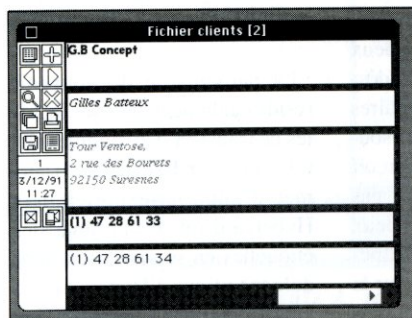 Fichier clients [2]
G.B Concept
Gilles Batteux
Tour Ventose,
2 rue des Bourets
92150 Suresnes
1
3/12/91
11:27
(1) 47 28 61 33
(1) 47 28 61 34